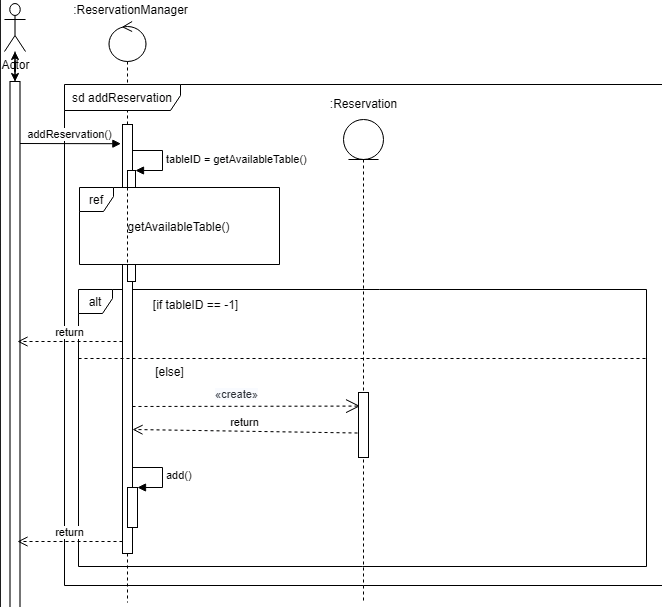 :ReservationManager
Actor
sd addReservation
:Reservation
addReservation()
tableID = getAvailableTable()
ref
getAvailableTable()
alt
[if tableID == -1]
return
[else]
«create»
return
add()
return